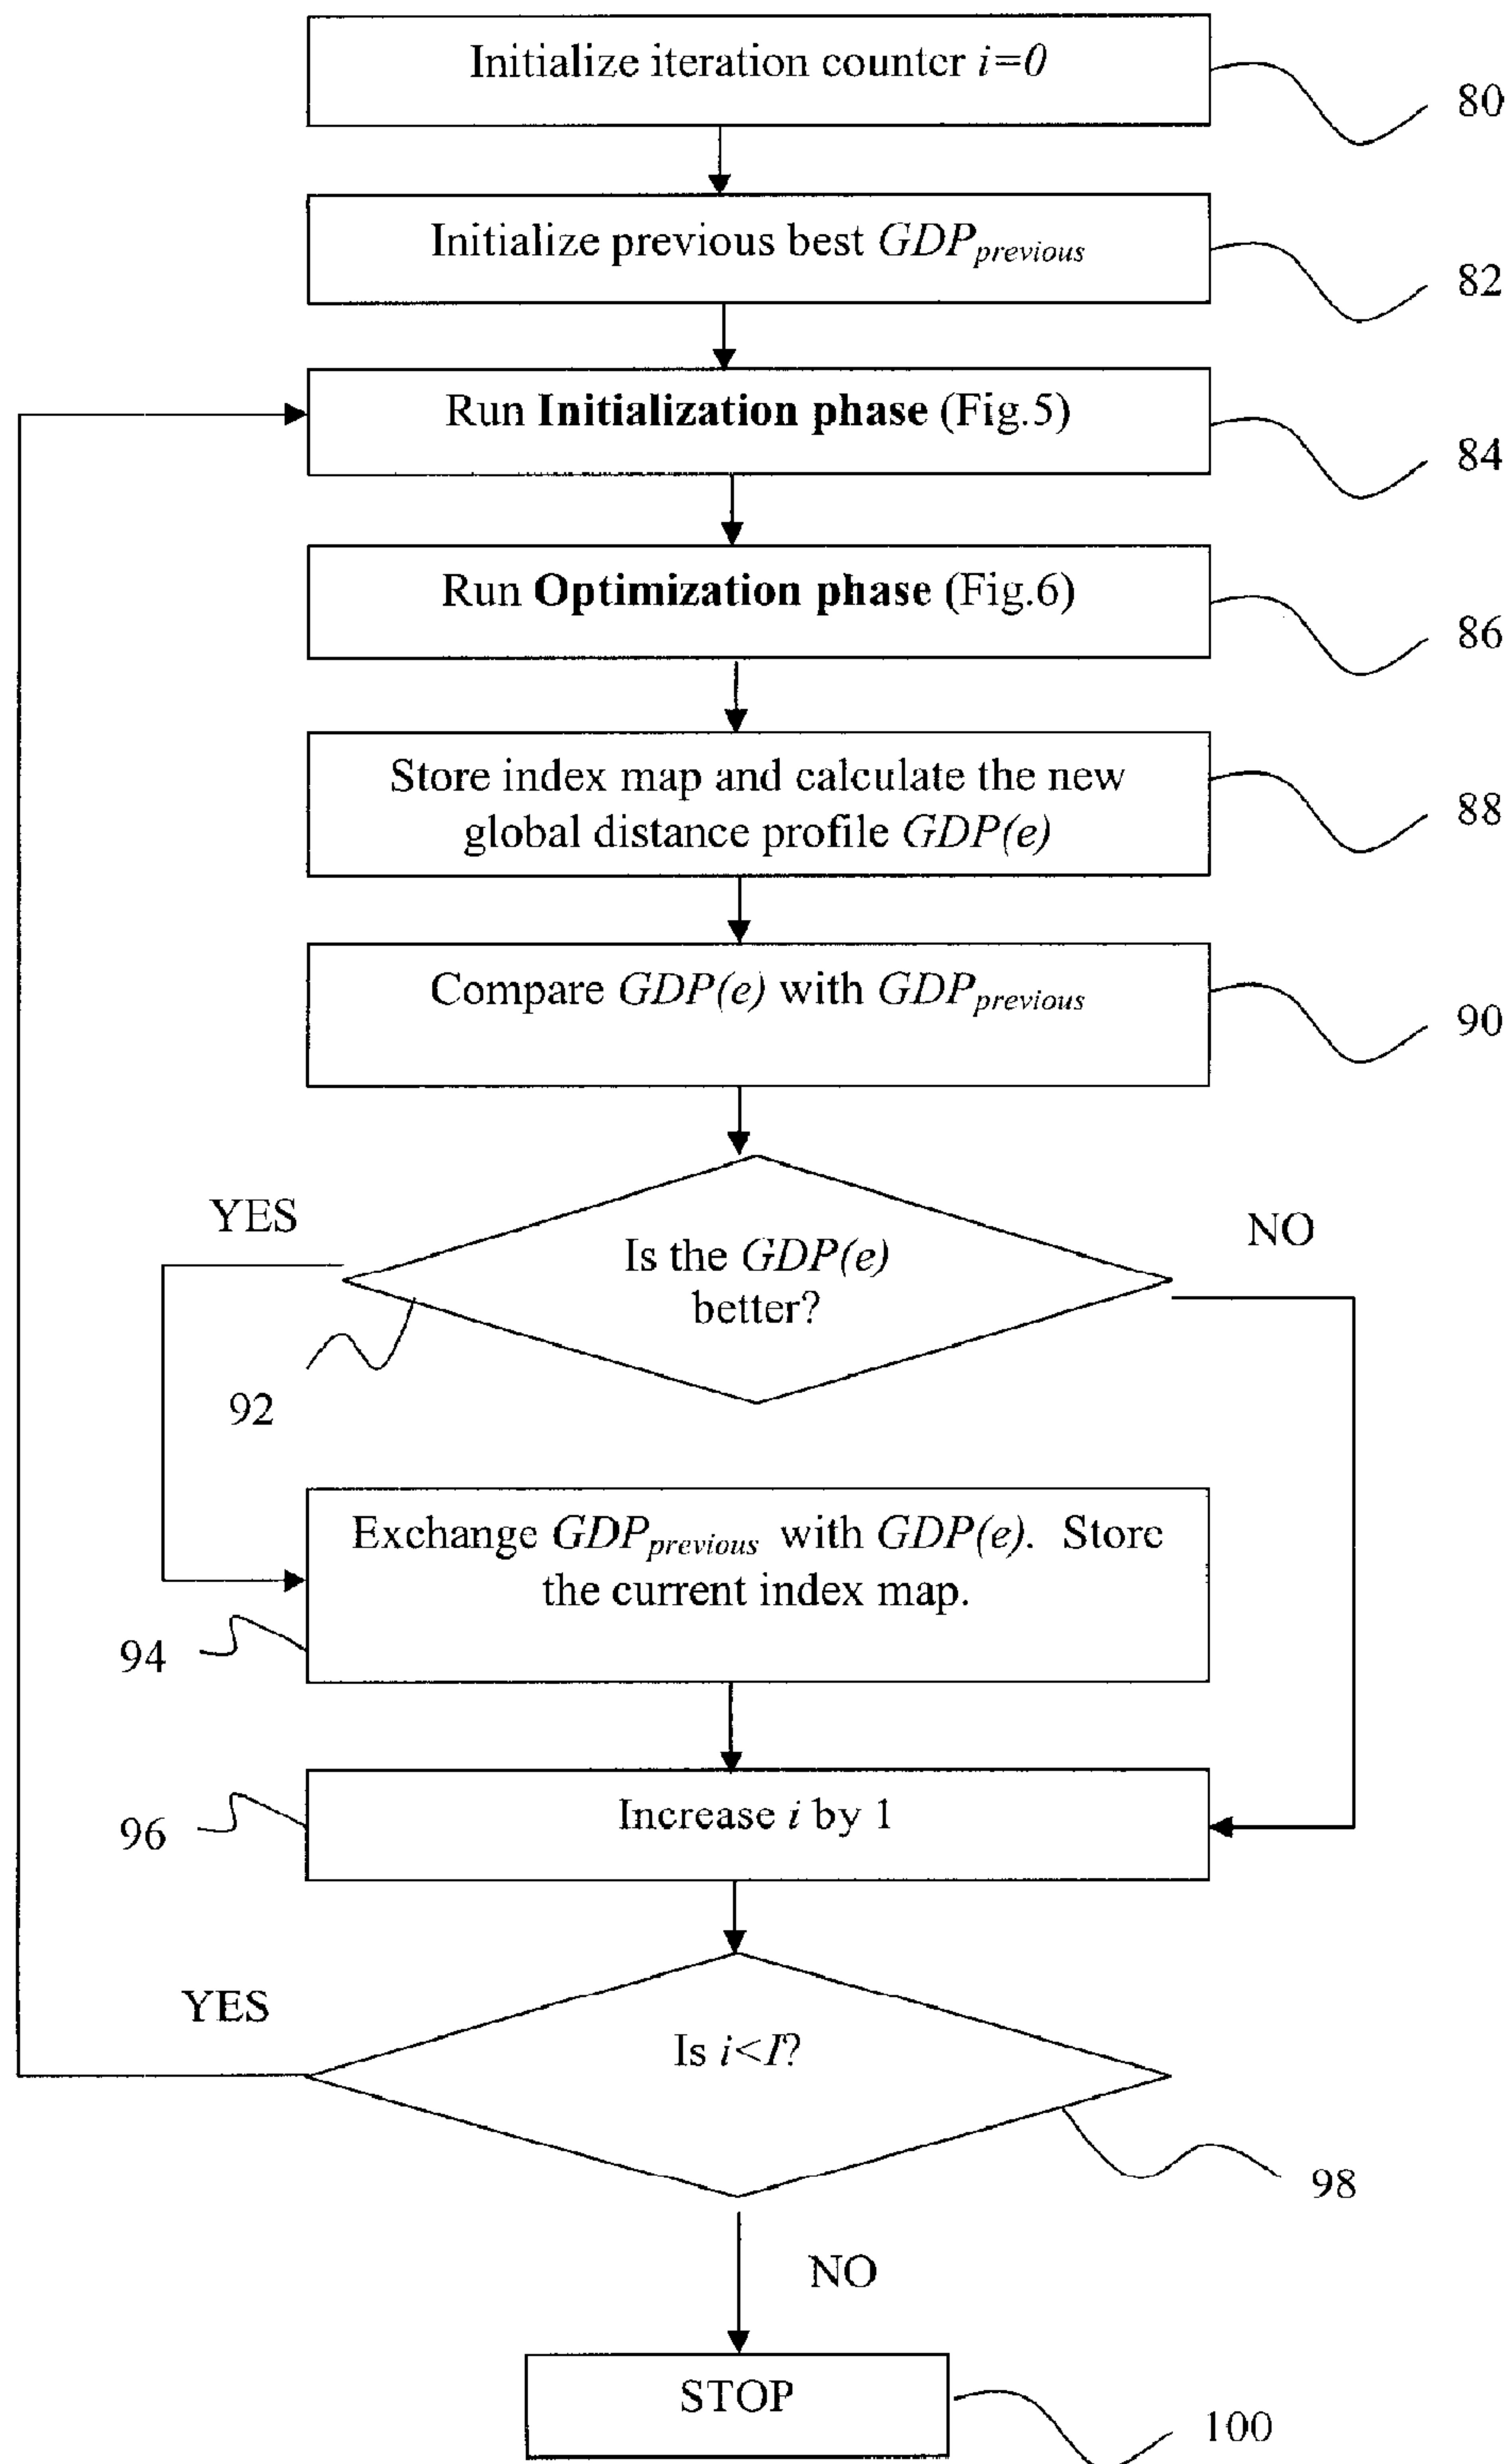 Initialize iteration counter i=0
80
Initialize previous best GDPprevious
82
Run Initialization phase (Fig.5)
84
Run Optimization phase (Fig.6)
86
Store index map and calculate the new
global distance profile GDP(e)
88
Compare GDP(e) with GDPprevious
90
YES
NO
Is the GDP(e)
better?
92
Exchange GDPprevious with GDP(e). Store
the current index map.
94
Increase i by 1
96
YES
Is i<I?
98
NO
STOP
100